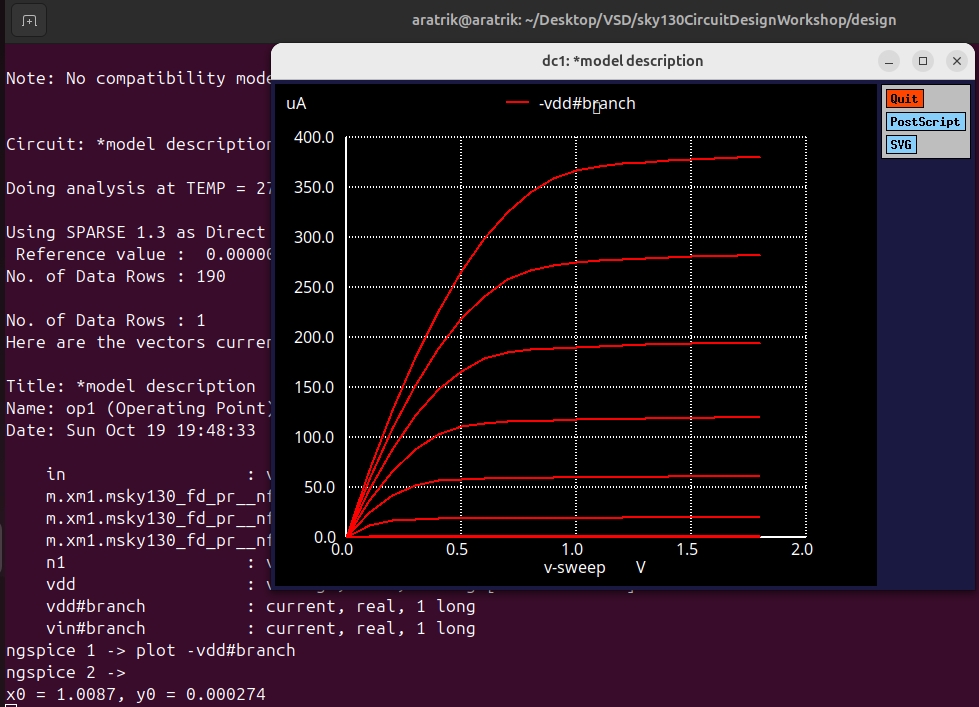 aratrik@aratrik: ~/Desktop/VSD/sky130CircuitDesignWorkshop/design
Note: No compatibility mode
Circuit: *model description
Doing analysis at TEMP = 27
Using SPARSE 1.3 as Direct
Reference value : 0.00000
No. of Data Rows : 190
No. of Data Rows : 1
Here are the vectors curren
Title: *model description
Name: op1 (Operating Point)
Date: Sun Oct 19 19:48:33
in : v
m.xm1.msky130_fd_pr__nf
m.xm1.msky130_fd_pr__nf
m.xm1.msky130_fd_pr__nf
n1 : v
vdd : v
vdd#branch : current, real, 1 long
vin#branch : current, real, 1 long
ngspice 1 -> plot -vdd#branch
ngspice 2 ->
x0 = 1.0087, y0 = 0.000274
dc1: *model description
uA
-vdd#branch
400.0
350.0
300.0
250.0
200.0
150.0
100.0
50.0
0.0
0.0 0.5 1.0 1.5 2.0
v-sweep V
Quit
PostScript
SVG